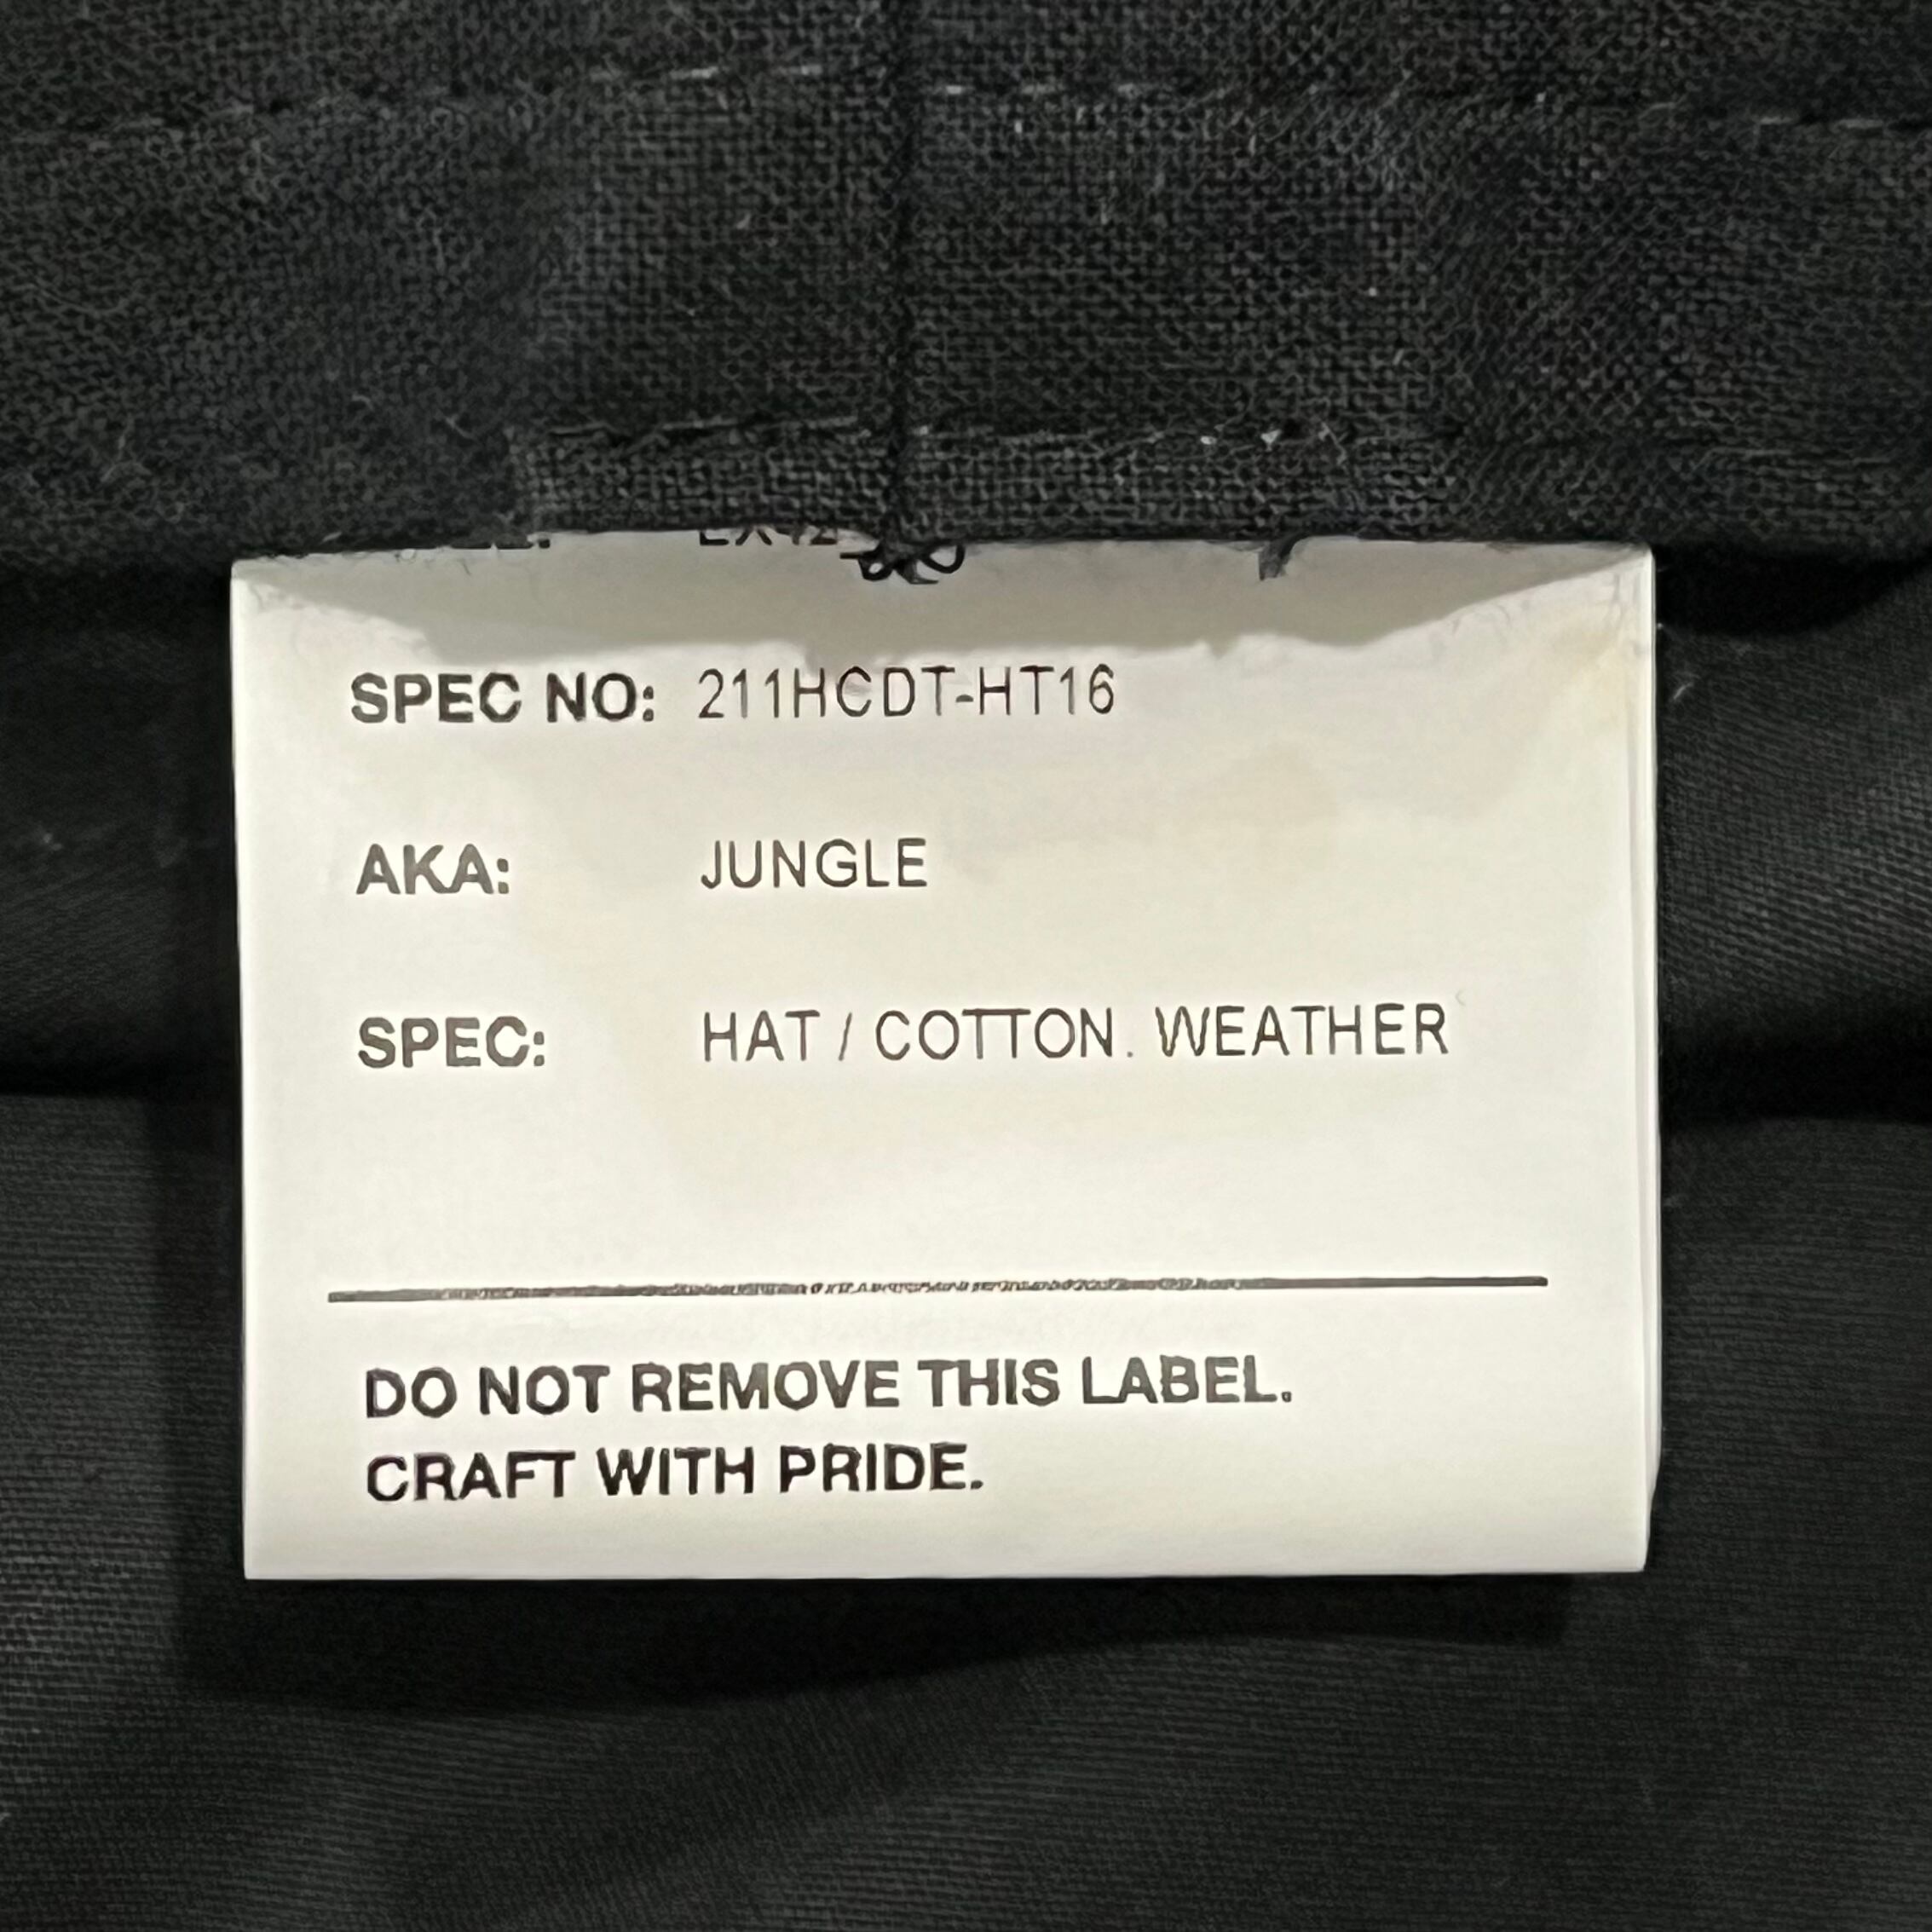 SPEC NO: 211HCDT-HT16
AKA: JUNGLE
SPEC: HAT / COTTON. WEATHER
DO NOT REMOVE THIS LABEL.
CRAFT WITH PRIDE.